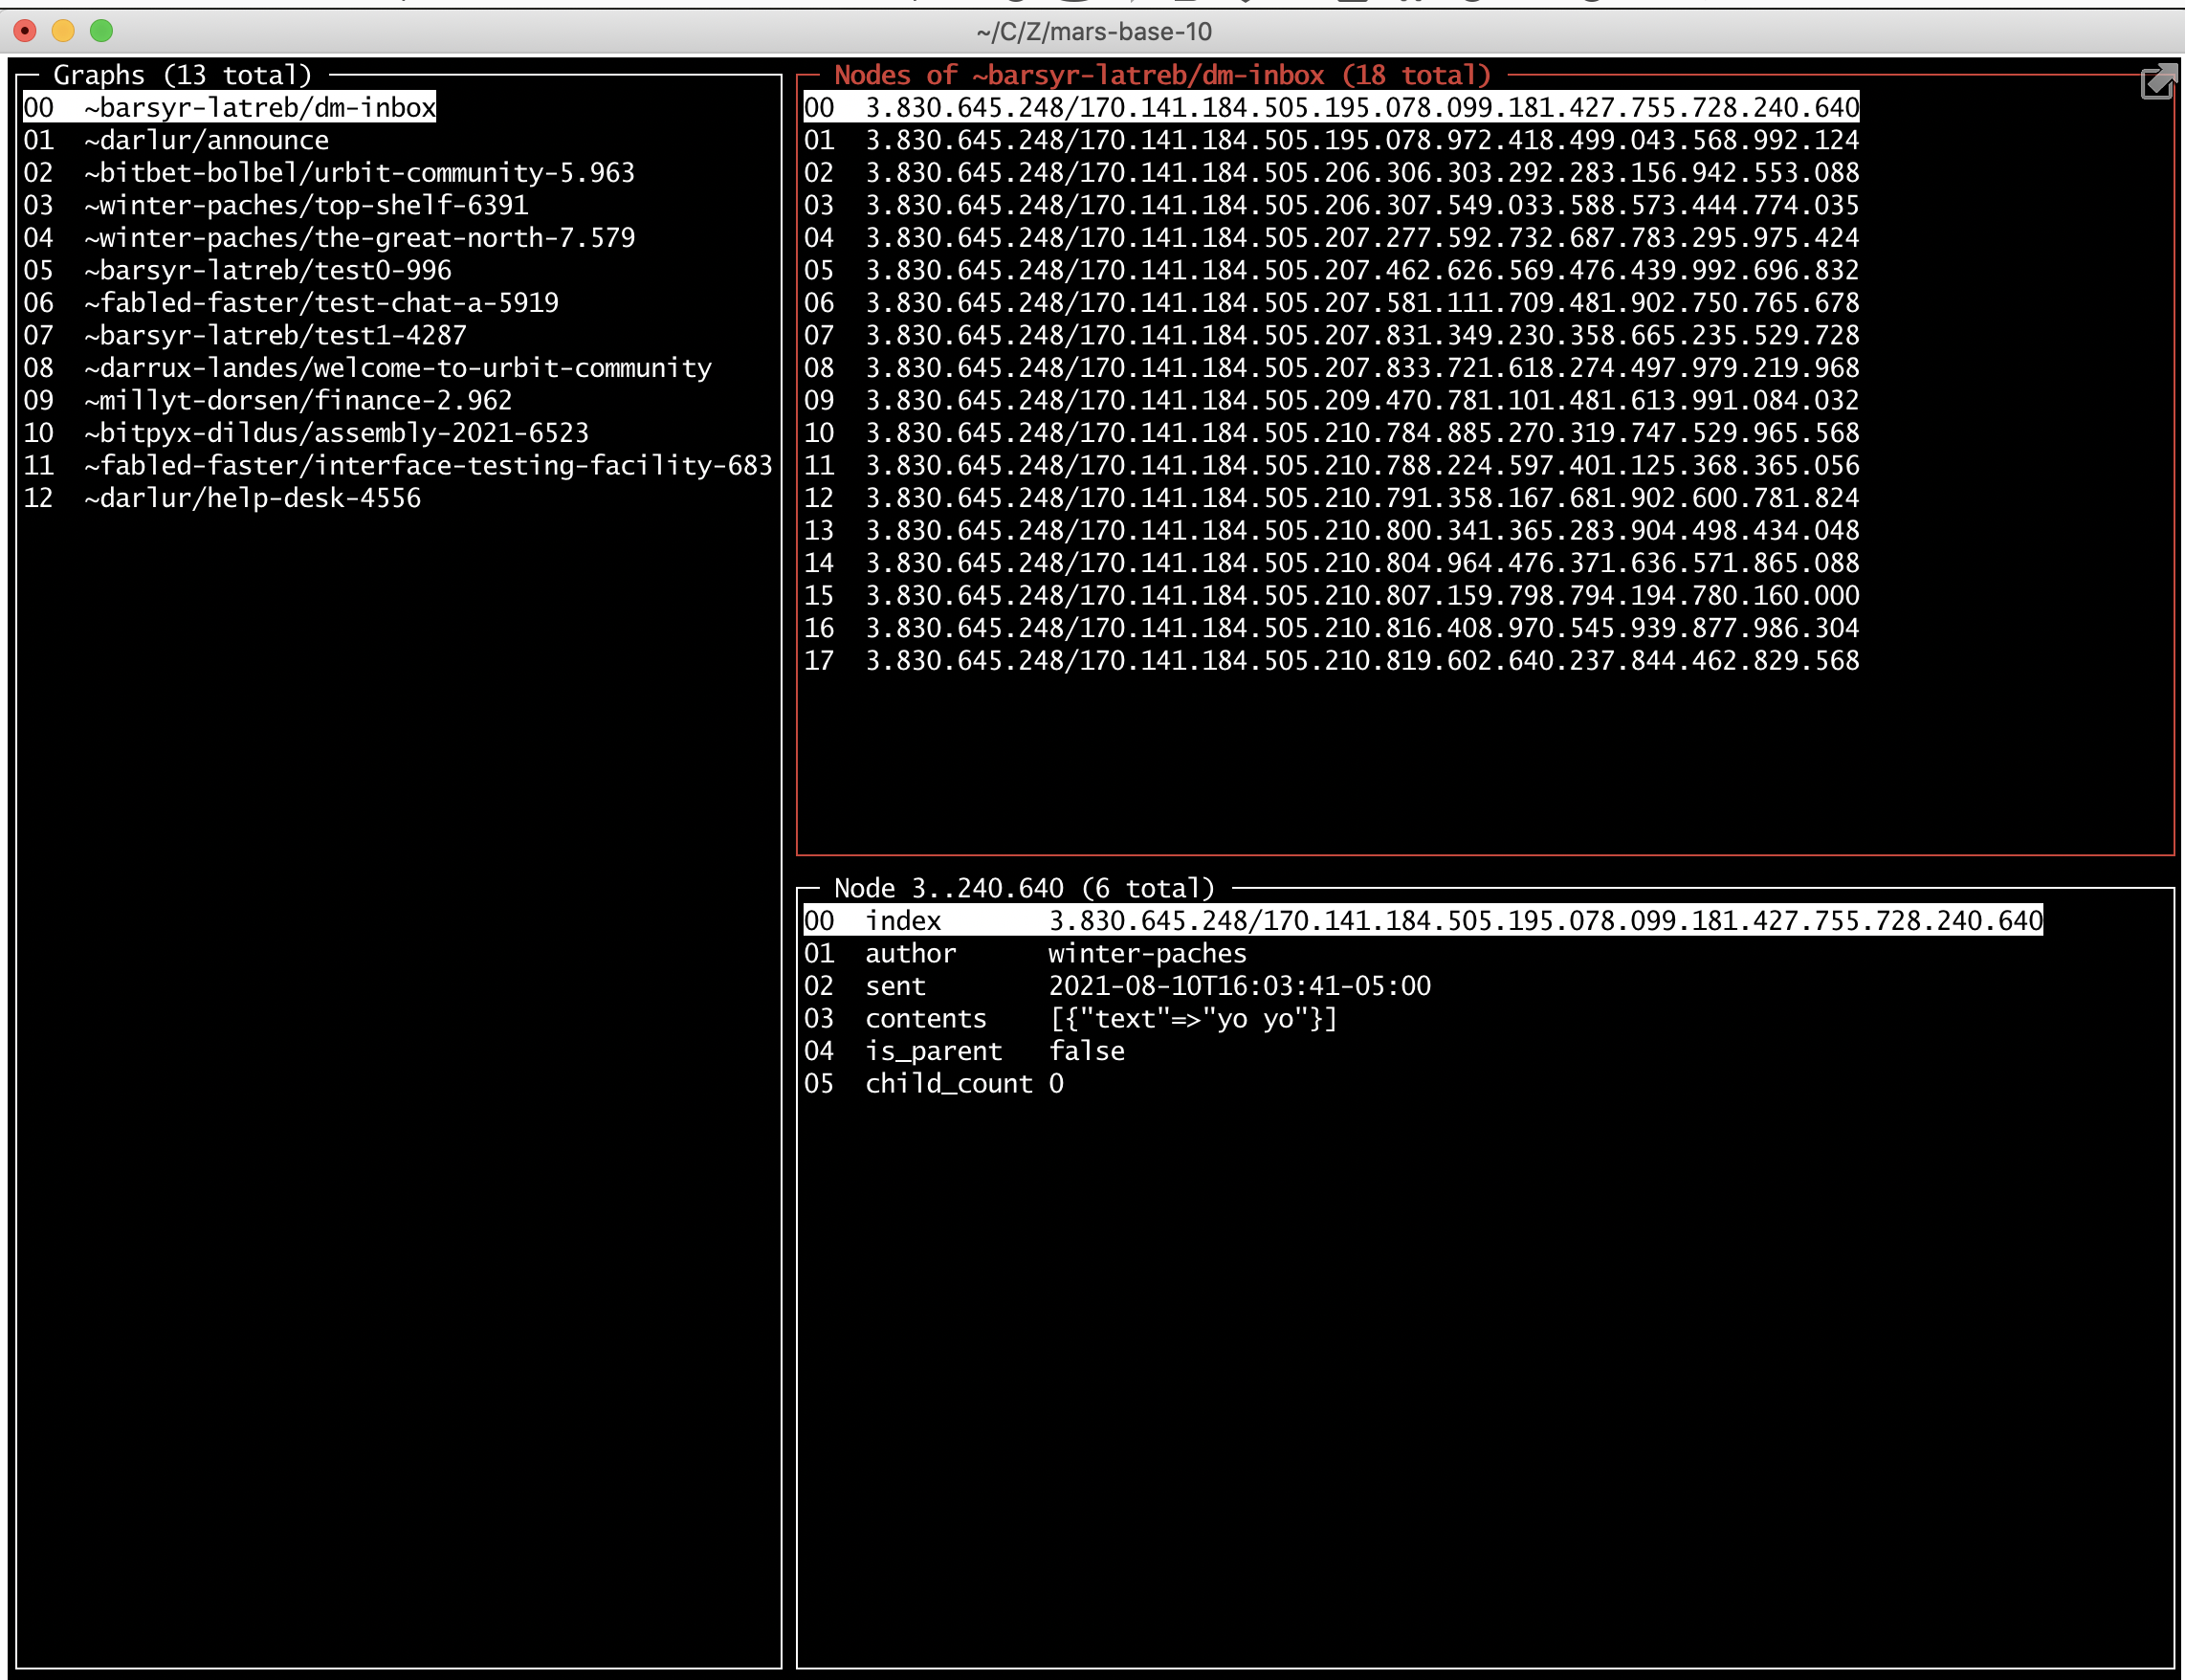 ~/C/Z/mars-base-10
Graphs (13 total)
00 ~barsyr-latreb/dm-inbox
01 ~darlur/announce
02 ~bitbet-bolbel/urbit-community-5.963
03 ~winter-paches/top-shelf-6391
04 ~winter-paches/the-great-north-7.579
05 ~barsyr-latreb/test0-996
06 ~fabled-faster/test-chat-a-5919
07 ~barsyr-latreb/test1-4287
08 ~darrux-landes/welcome-to-urbit-community
09 ~millyt-dorsen/finance-2.962
10 ~bitpyx-dildus/assembly-2021-6523
11 ~fabled-faster/interface-testing-facility-683
12 ~darlur/help-desk-4556
Nodes of ~barsyr-latreb/dm-inbox (18 total)
00 3.830.645.248/170.141.184.505.195.078.099.181.427.755.728.240.640
01 3.830.645.248/170.141.184.505.195.078.972.418.499.043.568.992.124
02 3.830.645.248/170.141.184.505.206.306.303.292.283.156.942.553.088
03 3.830.645.248/170.141.184.505.206.307.549.033.588.573.444.774.035
04 3.830.645.248/170.141.184.505.207.277.592.732.687.783.295.975.424
05 3.830.645.248/170.141.184.505.207.462.626.569.476.439.992.696.832
06 3.830.645.248/170.141.184.505.207.581.111.709.481.902.750.765.678
07 3.830.645.248/170.141.184.505.207.831.349.230.358.665.235.529.728
08 3.830.645.248/170.141.184.505.207.833.721.618.274.497.979.219.968
09 3.830.645.248/170.141.184.505.209.470.781.101.481.613.991.084.032
10 3.830.645.248/170.141.184.505.210.784.885.270.319.747.529.965.568
11 3.830.645.248/170.141.184.505.210.788.224.597.401.125.368.365.056
12 3.830.645.248/170.141.184.505.210.791.358.167.681.902.600.781.824
13 3.830.645.248/170.141.184.505.210.800.341.365.283.904.498.434.048
14 3.830.645.248/170.141.184.505.210.804.964.476.371.636.571.865.088
15 3.830.645.248/170.141.184.505.210.807.159.798.794.194.780.160.000
16 3.830.645.248/170.141.184.505.210.816.408.970.545.939.877.986.304
17 3.830.645.248/170.141.184.505.210.819.602.640.237.844.462.829.568
Node 3..240.640 (6 total)
00 index 3.830.645.248/170.141.184.505.195.078.099.181.427.755.728.240.640
01 author winter-paches
02 sent 2021-08-10T16:03:41-05:00
03 contents [{"text"=>"yo yo"}]
04 is_parent false
05 child_count 0